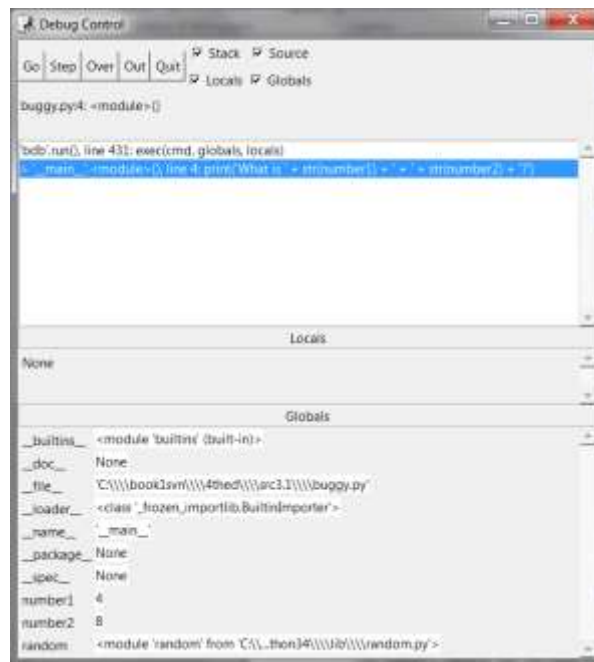 Debug Control
Go Step Over Out Quit Stack Source
Locals Globals
buggy.py:4: <module>()
'bdb'.run(), line 431: exec(cmd, globals, locals)
> '__main__'.<module>(), line 4: print('What is ' + str(number1) + ' + ' + str(number2) + '?')
Locals
None
Globals
__builtins__ <module 'builtins' (built-in)>
__doc__ None
__file__ 'C:\\\\book1svn\\\\4thed\\\\src3.1\\\\buggy.py'
__loader__ <class '_frozen_importlib.BuiltinImporter'>
__name__ '__main__'
__package__ None
__spec__ None
number1 4
number2 8
random <module 'random' from 'C:\\...thon34\\\\lib\\\\random.py'>